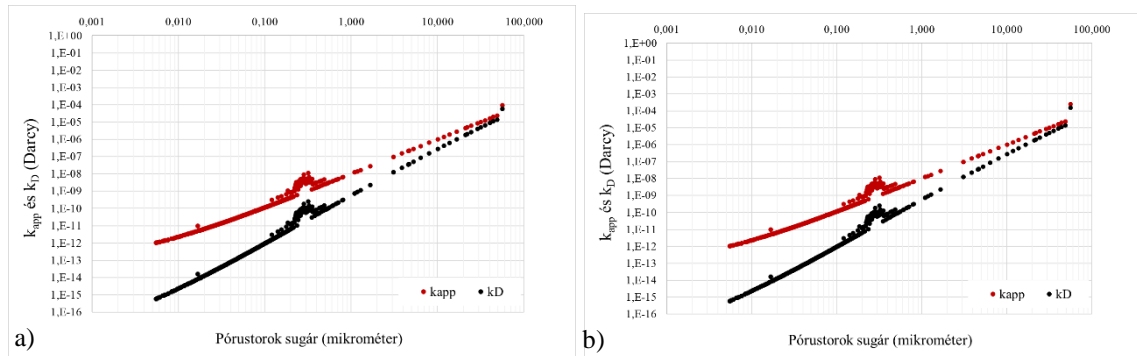 0,001 0,010 0,100 1,000 10,000 100,000
1,E+00
1,E-01
1,E-02
1,E-03
1,E-04
1,E-05
1,E-06
1,E-07
1,E-08
1,E-09
1,E-10
1,E-11
1,E-12
1,E-13
1,E-14
1,E-15
1,E-16
kapp és kD (Darcy)
kapp kD
Pórustorok sugár (mikrométer)
a)
0,001 0,010 0,100 1,000 10,000 100,000
1,E+00
1,E-01
1,E-02
1,E-03
1,E-04
1,E-05
1,E-06
1,E-07
1,E-08
1,E-09
1,E-10
1,E-11
1,E-12
1,E-13
1,E-14
1,E-15
1,E-16
kapp és kD (Darcy)
kapp kD
Pórustorok sugár (mikrométer)
b)